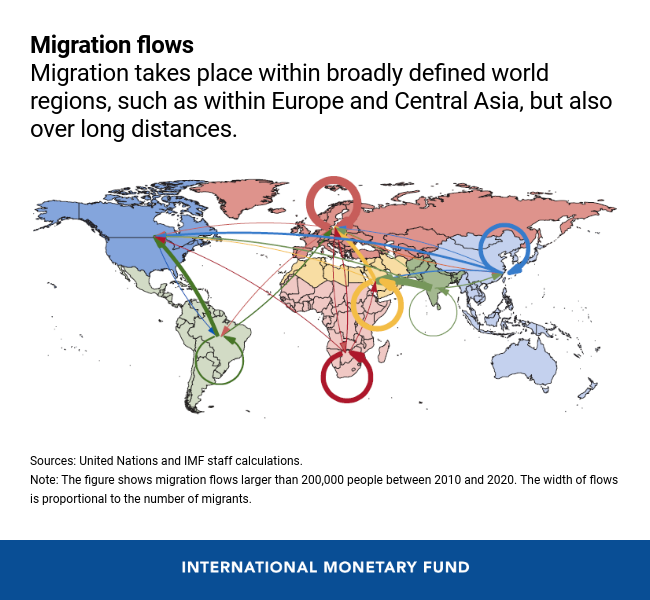 Migration flows
Migration takes place within broadly defined world
regions, such as within Europe and Central Asia, but also
over long distances.
Sources: United Nations and IMF staff calculations.
Note: The figure shows migration flows larger than 200,000 people between 2010 and 2020. The width of flows
is proportional to the number of migrants.
INTERNATIONAL MONETARY FUND